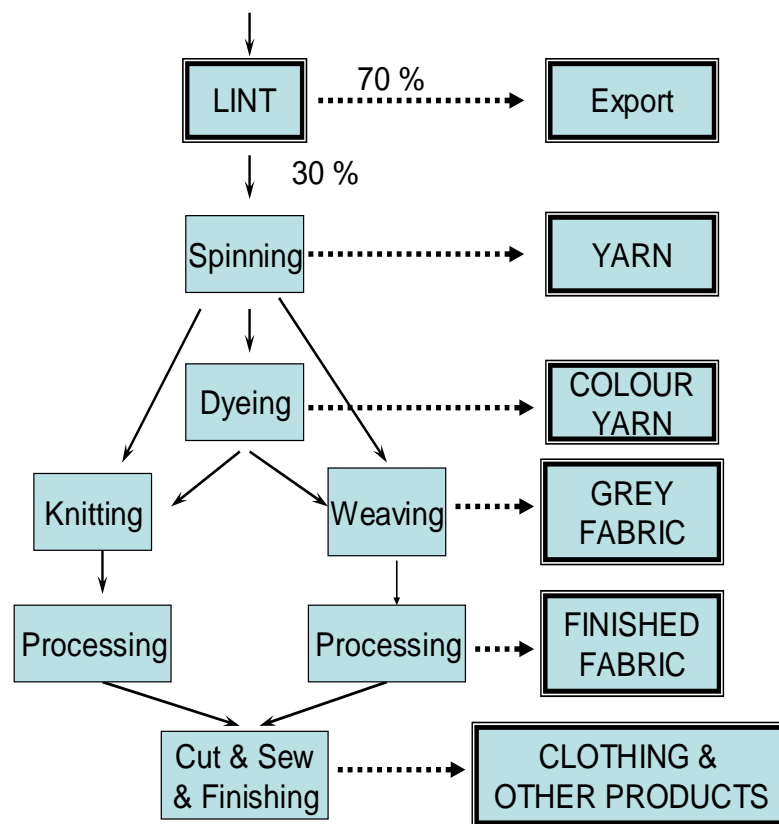 LINT
70 %
Export
30 %
Spinning
YARN
Dyeing
COLOUR
YARN
Knitting
Weaving
GREY
FABRIC
Processing
Processing
FINISHED
FABRIC
Cut & Sew
& Finishing
CLOTHING &
OTHER PRODUCTS